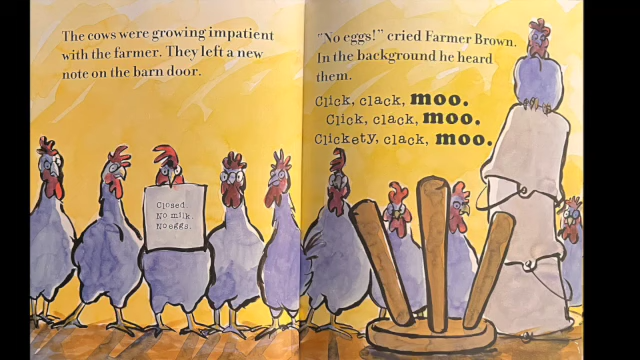 The cows were growing impatient
with the farmer. They left a new
note on the barn door.
Closed.
No milk.
No eggs.
"No eggs!" cried Farmer Brown.
In the background he heard
them.
Click, clack, moo.
Click, clack, moo.
Clickety, clack, moo.